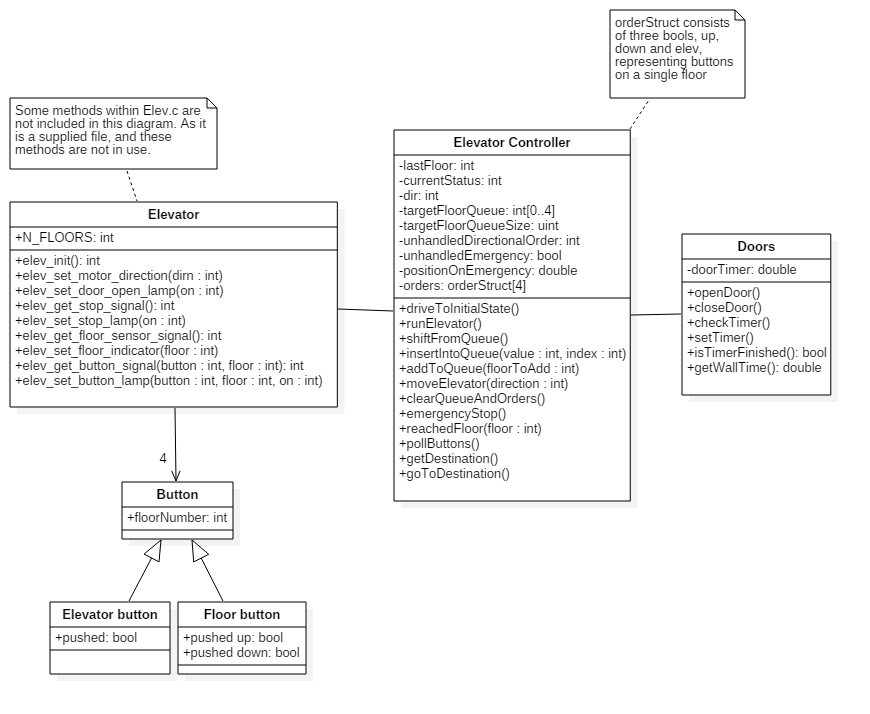 orderStruct consists
of three bools, up,
down and elev,
representing buttons
on a single floor
Some methods within Elev.c are
not included in this diagram. As it
is a supplied file, and these
methods are not in use.
Elevator
+N_FLOORS: int
+elev_init(): int
+elev_set_motor_direction(dirn : int)
+elev_set_door_open_lamp(on : int)
+elev_get_stop_signal(): int
+elev_set_stop_lamp(on : int)
+elev_get_floor_sensor_signal(): int
+elev_set_floor_indicator(floor : int)
+elev_get_button_signal(button : int, floor : int): int
+elev_set_button_lamp(button : int, floor : int, on : int)
Elevator Controller
-lastFloor: int
-currentStatus: int
-dir: int
-targetFloorQueue: int[0..4]
-targetFloorQueueSize: uint
-unhandledDirectionalOrder: int
-unhandledEmergency: bool
-positionOnEmergency: double
-orders: orderStruct[4]
+driveToInitialState()
+runElevator()
+shiftFromQueue()
+insertIntoQueue(value : int, index : int)
+addToQueue(floorToAdd : int)
+moveElevator(direction : int)
+clearQueueAndOrders()
+emergencyStop()
+reachedFloor(floor : int)
+pollButtons()
+getDestination()
+goToDestination()
Doors
-doorTimer: double
+openDoor()
+closeDoor()
+checkTimer()
+setTimer()
+isTimerFinished(): bool
+getWallTime(): double
4
Button
+floorNumber: int
Elevator button
+pushed: bool
Floor button
+pushed up: bool
+pushed down: bool